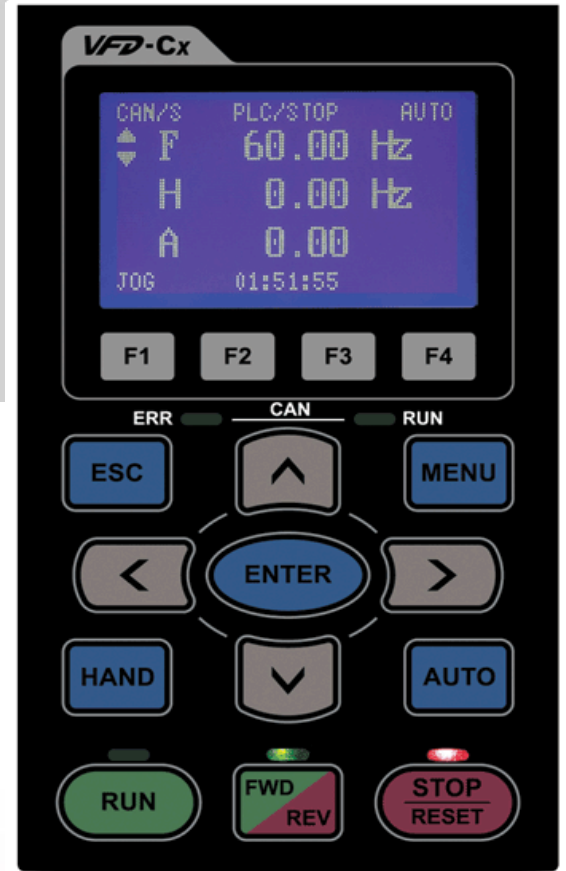 VFD-Cx
CAN/S PLC/STOP AUTO
F 60.00 Hz
H 0.00 Hz
A 0.00
JOG 01:51:55
F1 F2 F3 F4
ERR CAN RUN
ESC MENU
ENTER
HAND AUTO
RUN
FWD
REV
STOP
RESET